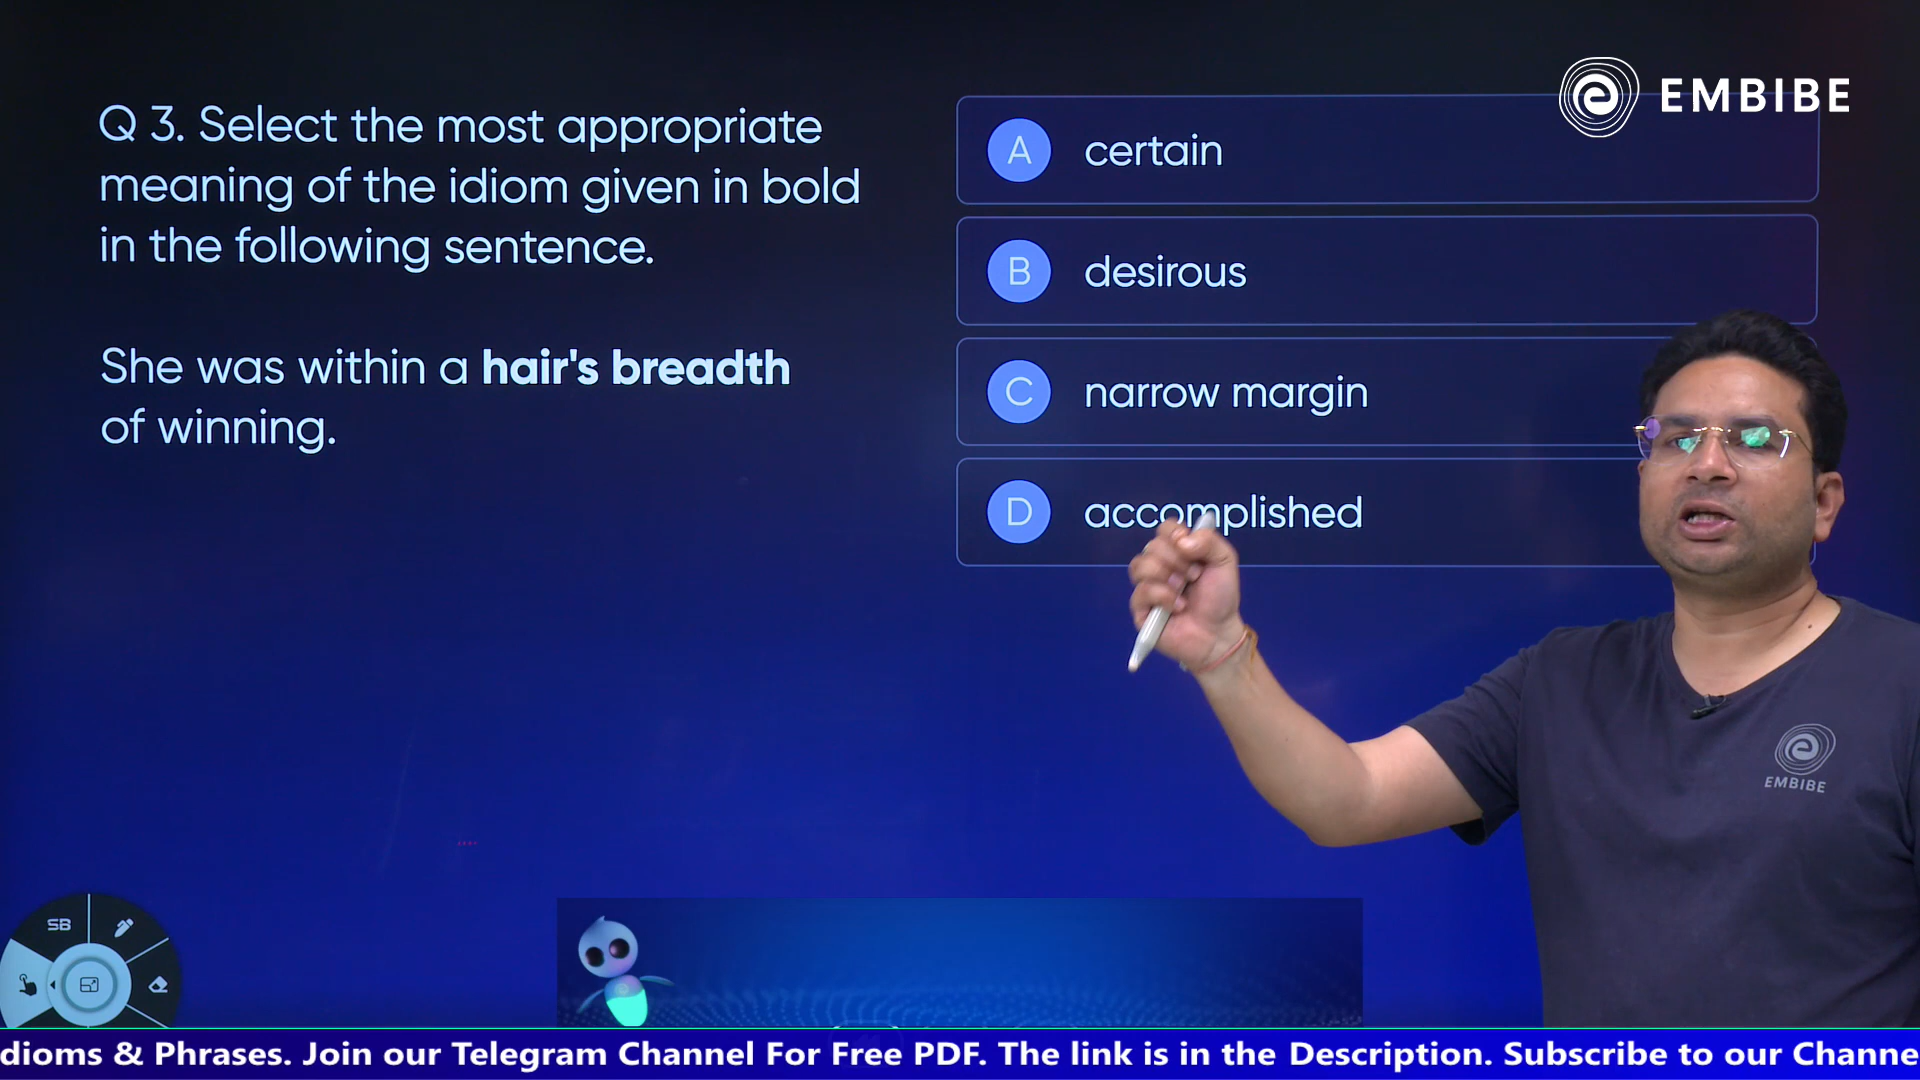 EMBIBE
Q 3. Select the most appropriate
meaning of the idiom given in bold
in the following sentence.
She was within a hair's breadth
of winning.
A certain
B desirous
C narrow margin
D accomplished
EMBIBE
SB
dioms & Phrases. Join our Telegram Channel For Free PDF. The link is in the Description. Subscribe to our Channe